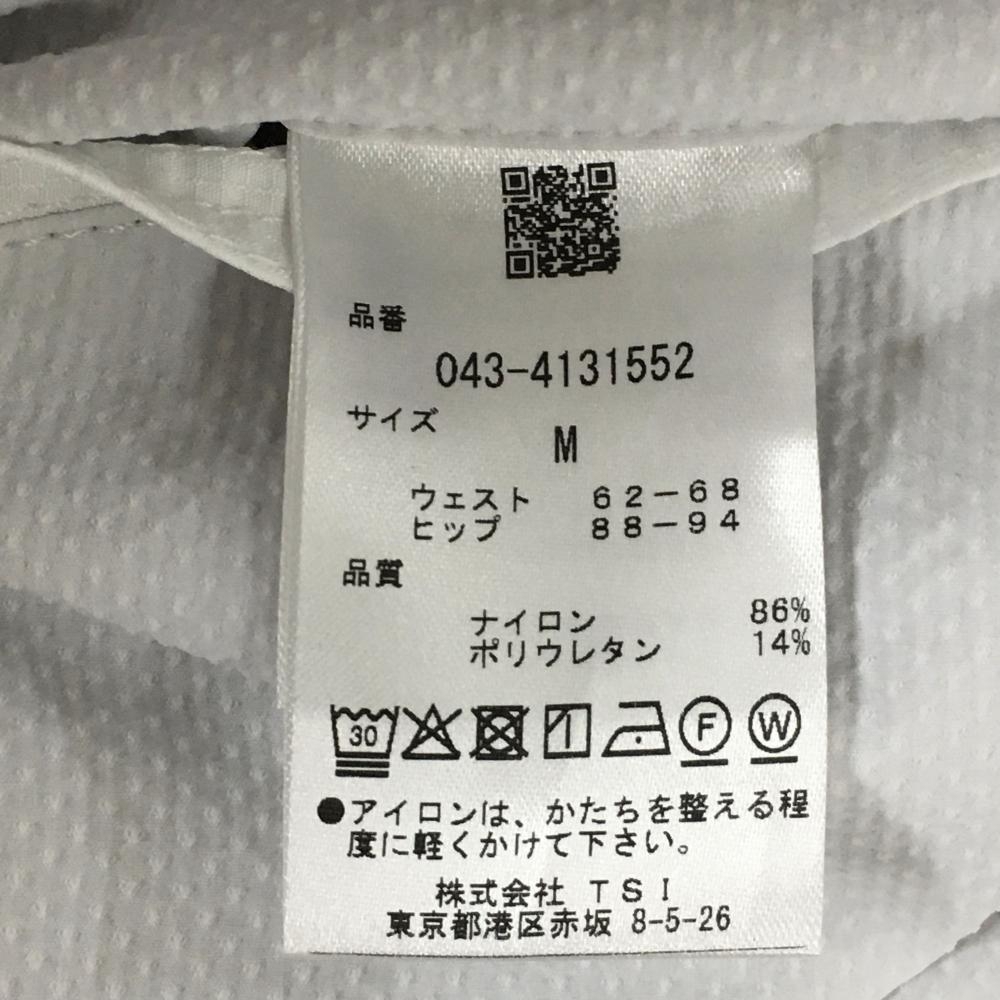 品番
043-4131552
サイズ
M
ウェスト 62-68
ヒップ 88-94
品質
ナイロン 86%
ポリウレタン 14%
30 F W
●アイロンは、かたちを整える程
度に軽くかけて下さい。
株式会社 TSI
東京都港区赤坂 8-5-26